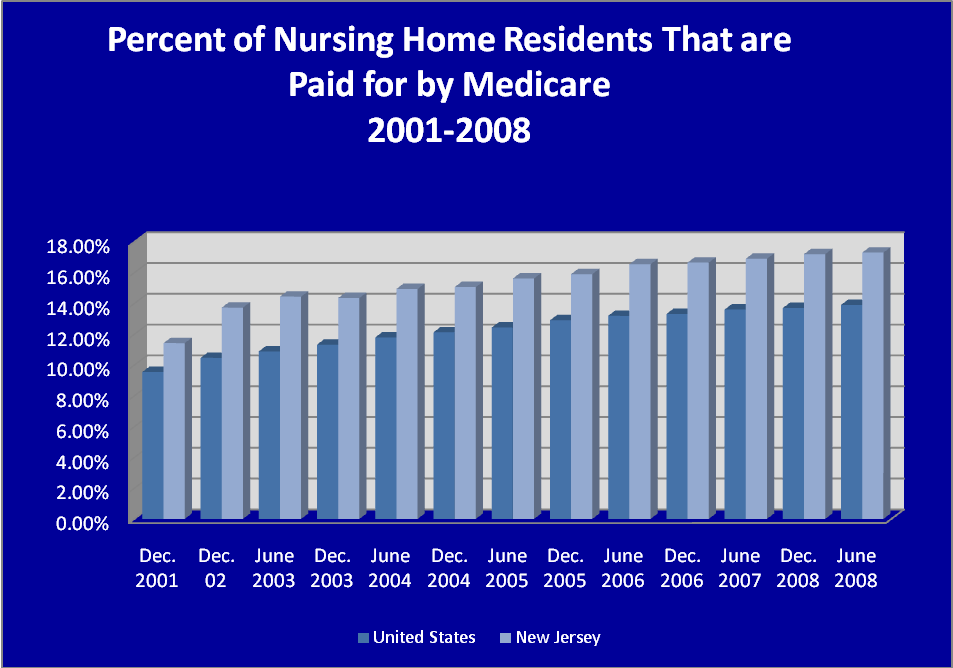 Percent of Nursing Home Residents That are
Paid for by Medicare
2001-2008
18.00%
16.00%
14.00%
12.00%
10.00%
8.00%
6.00%
4.00%
2.00%
0.00%
Dec. Dec. June Dec. June Dec. June Dec. June Dec. June Dec. June
2001 02 2003 2003 2004 2004 2005 2005 2006 2006 2007 2008 2008
United States New Jersey